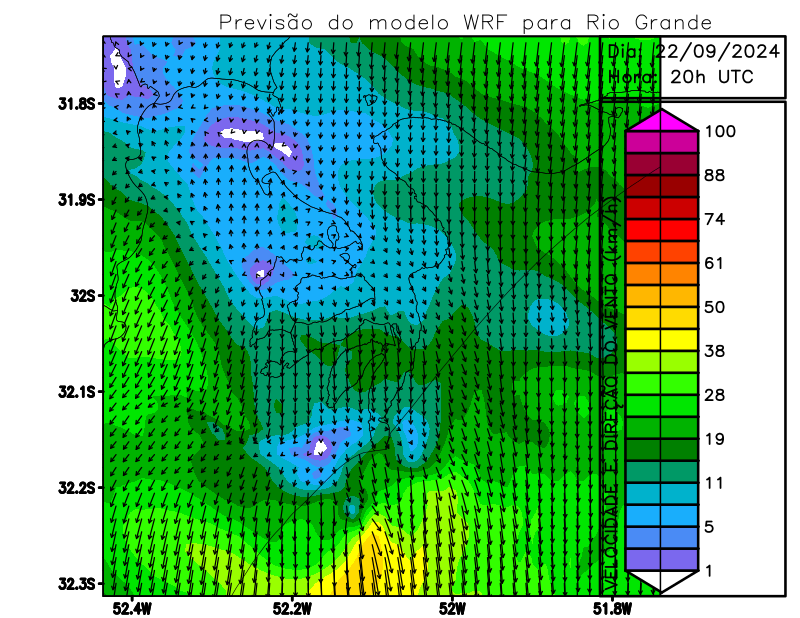 Previsão do modelo WRF para Rio Grande
Dia: 22/09/2024
Hora: 20h UTC
31.8S
31.9S
32S
32.1S
32.2S
32.3S
52.4W
52.2W
52W
51.8W
VELOCIDADE E DIREÇÃO DO VENTO (km/h)
100
88
74
61
50
38
28
19
11
5
1